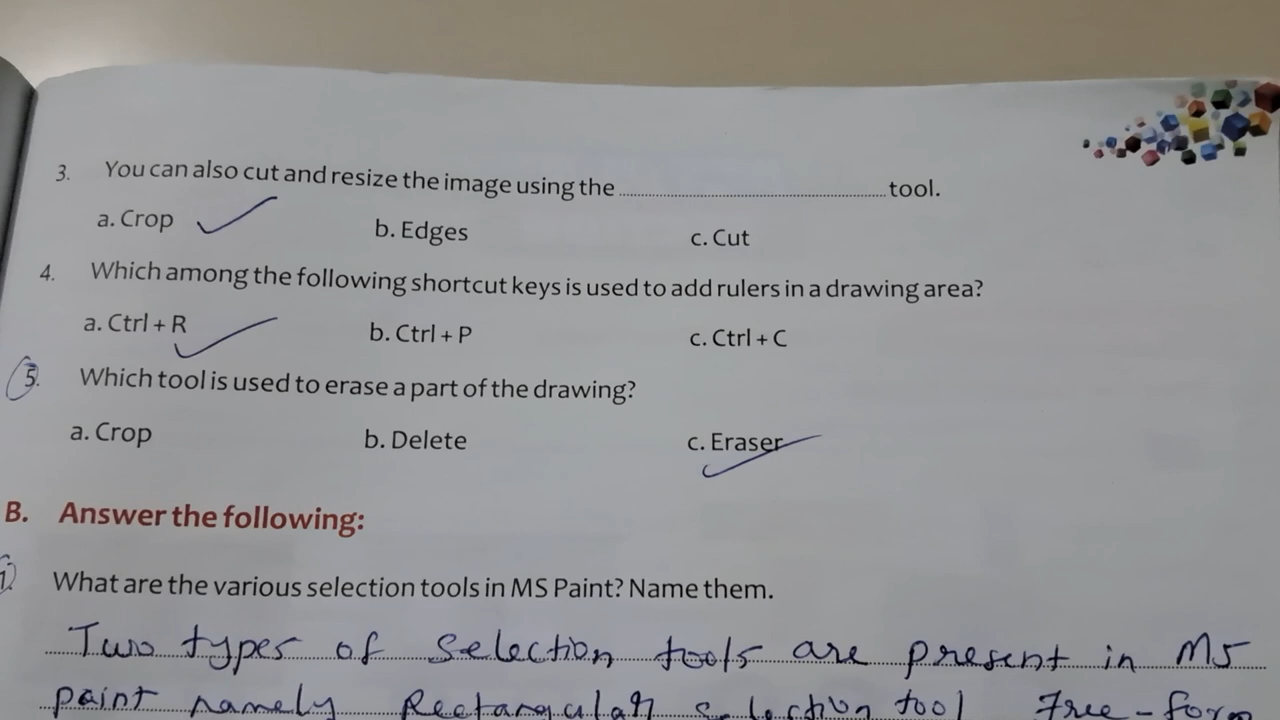 3. You can also cut and resize the image using the ........................ tool.
a. Crop b. Edges c. Cut
4. Which among the following shortcut keys is used to add rulers in a drawing area?
a. Ctrl + R b. Ctrl + P c. Ctrl + C
5. Which tool is used to erase a part of the drawing?
a. Crop b. Delete c. Eraser
B. Answer the following:
1. What are the various selection tools in MS Paint? Name them.
Two types of selection tools are present in MS
paint namely Rectangular selection tool Free-form